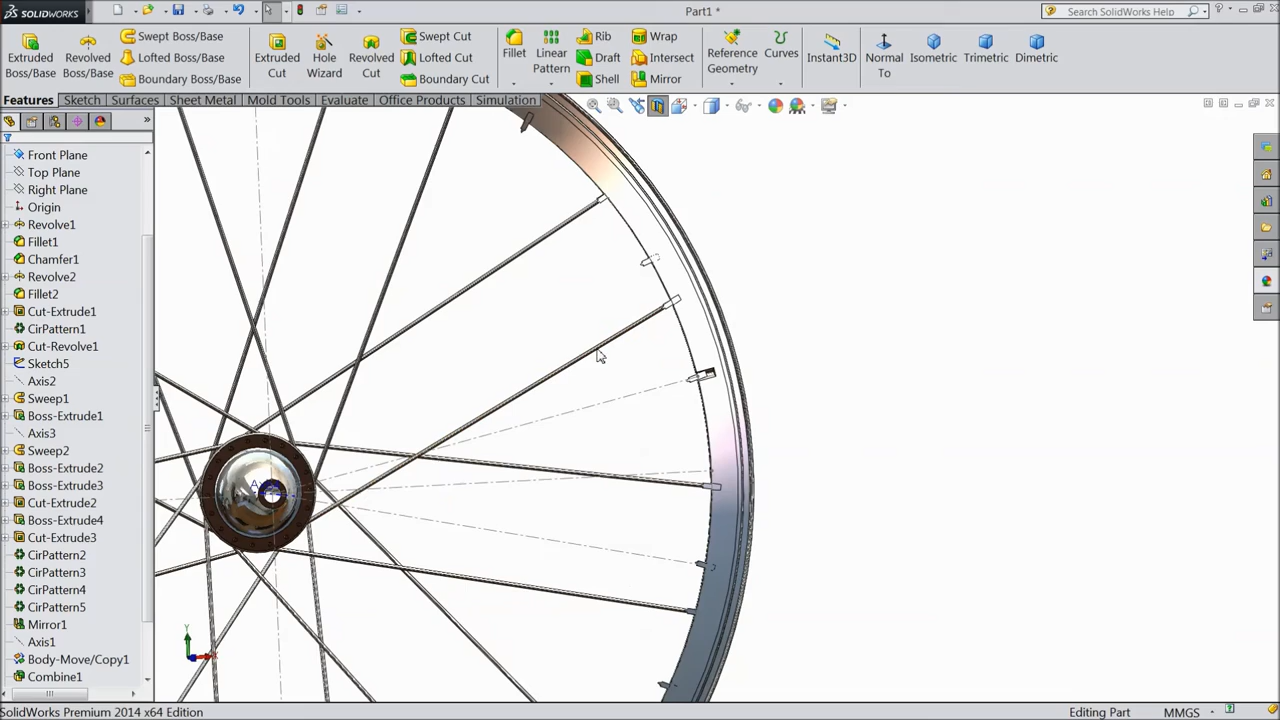 SOLIDWORKS
Part1 *
Search SolidWorks Help
Extruded Boss/Base
Revolved Boss/Base
Swept Boss/Base
Lofted Boss/Base
Boundary Boss/Base
Extruded Cut
Hole Wizard
Revolved Cut
Swept Cut
Lofted Cut
Boundary Cut
Fillet
Linear Pattern
Rib
Draft
Shell
Wrap
Intersect
Mirror
Reference Geometry
Curves
Instant3D
Normal To
Isometric
Trimetric
Dimetric
Features
Sketch
Surfaces
Sheet Metal
Mold Tools
Evaluate
Office Products
Simulation
Front Plane
Top Plane
Right Plane
Origin
Revolve1
Fillet1
Chamfer1
Revolve2
Fillet2
Cut-Extrude1
CirPattern1
Cut-Revolve1
Sketch5
Axis2
Sweep1
Boss-Extrude1
Axis3
Sweep2
Boss-Extrude2
Boss-Extrude3
Cut-Extrude2
Boss-Extrude4
Cut-Extrude3
CirPattern2
CirPattern3
CirPattern4
CirPattern5
Mirror1
Axis1
Body-Move/Copy1
Combine1
Y
SolidWorks Premium 2014 x64 Edition
Editing Part
MMGS